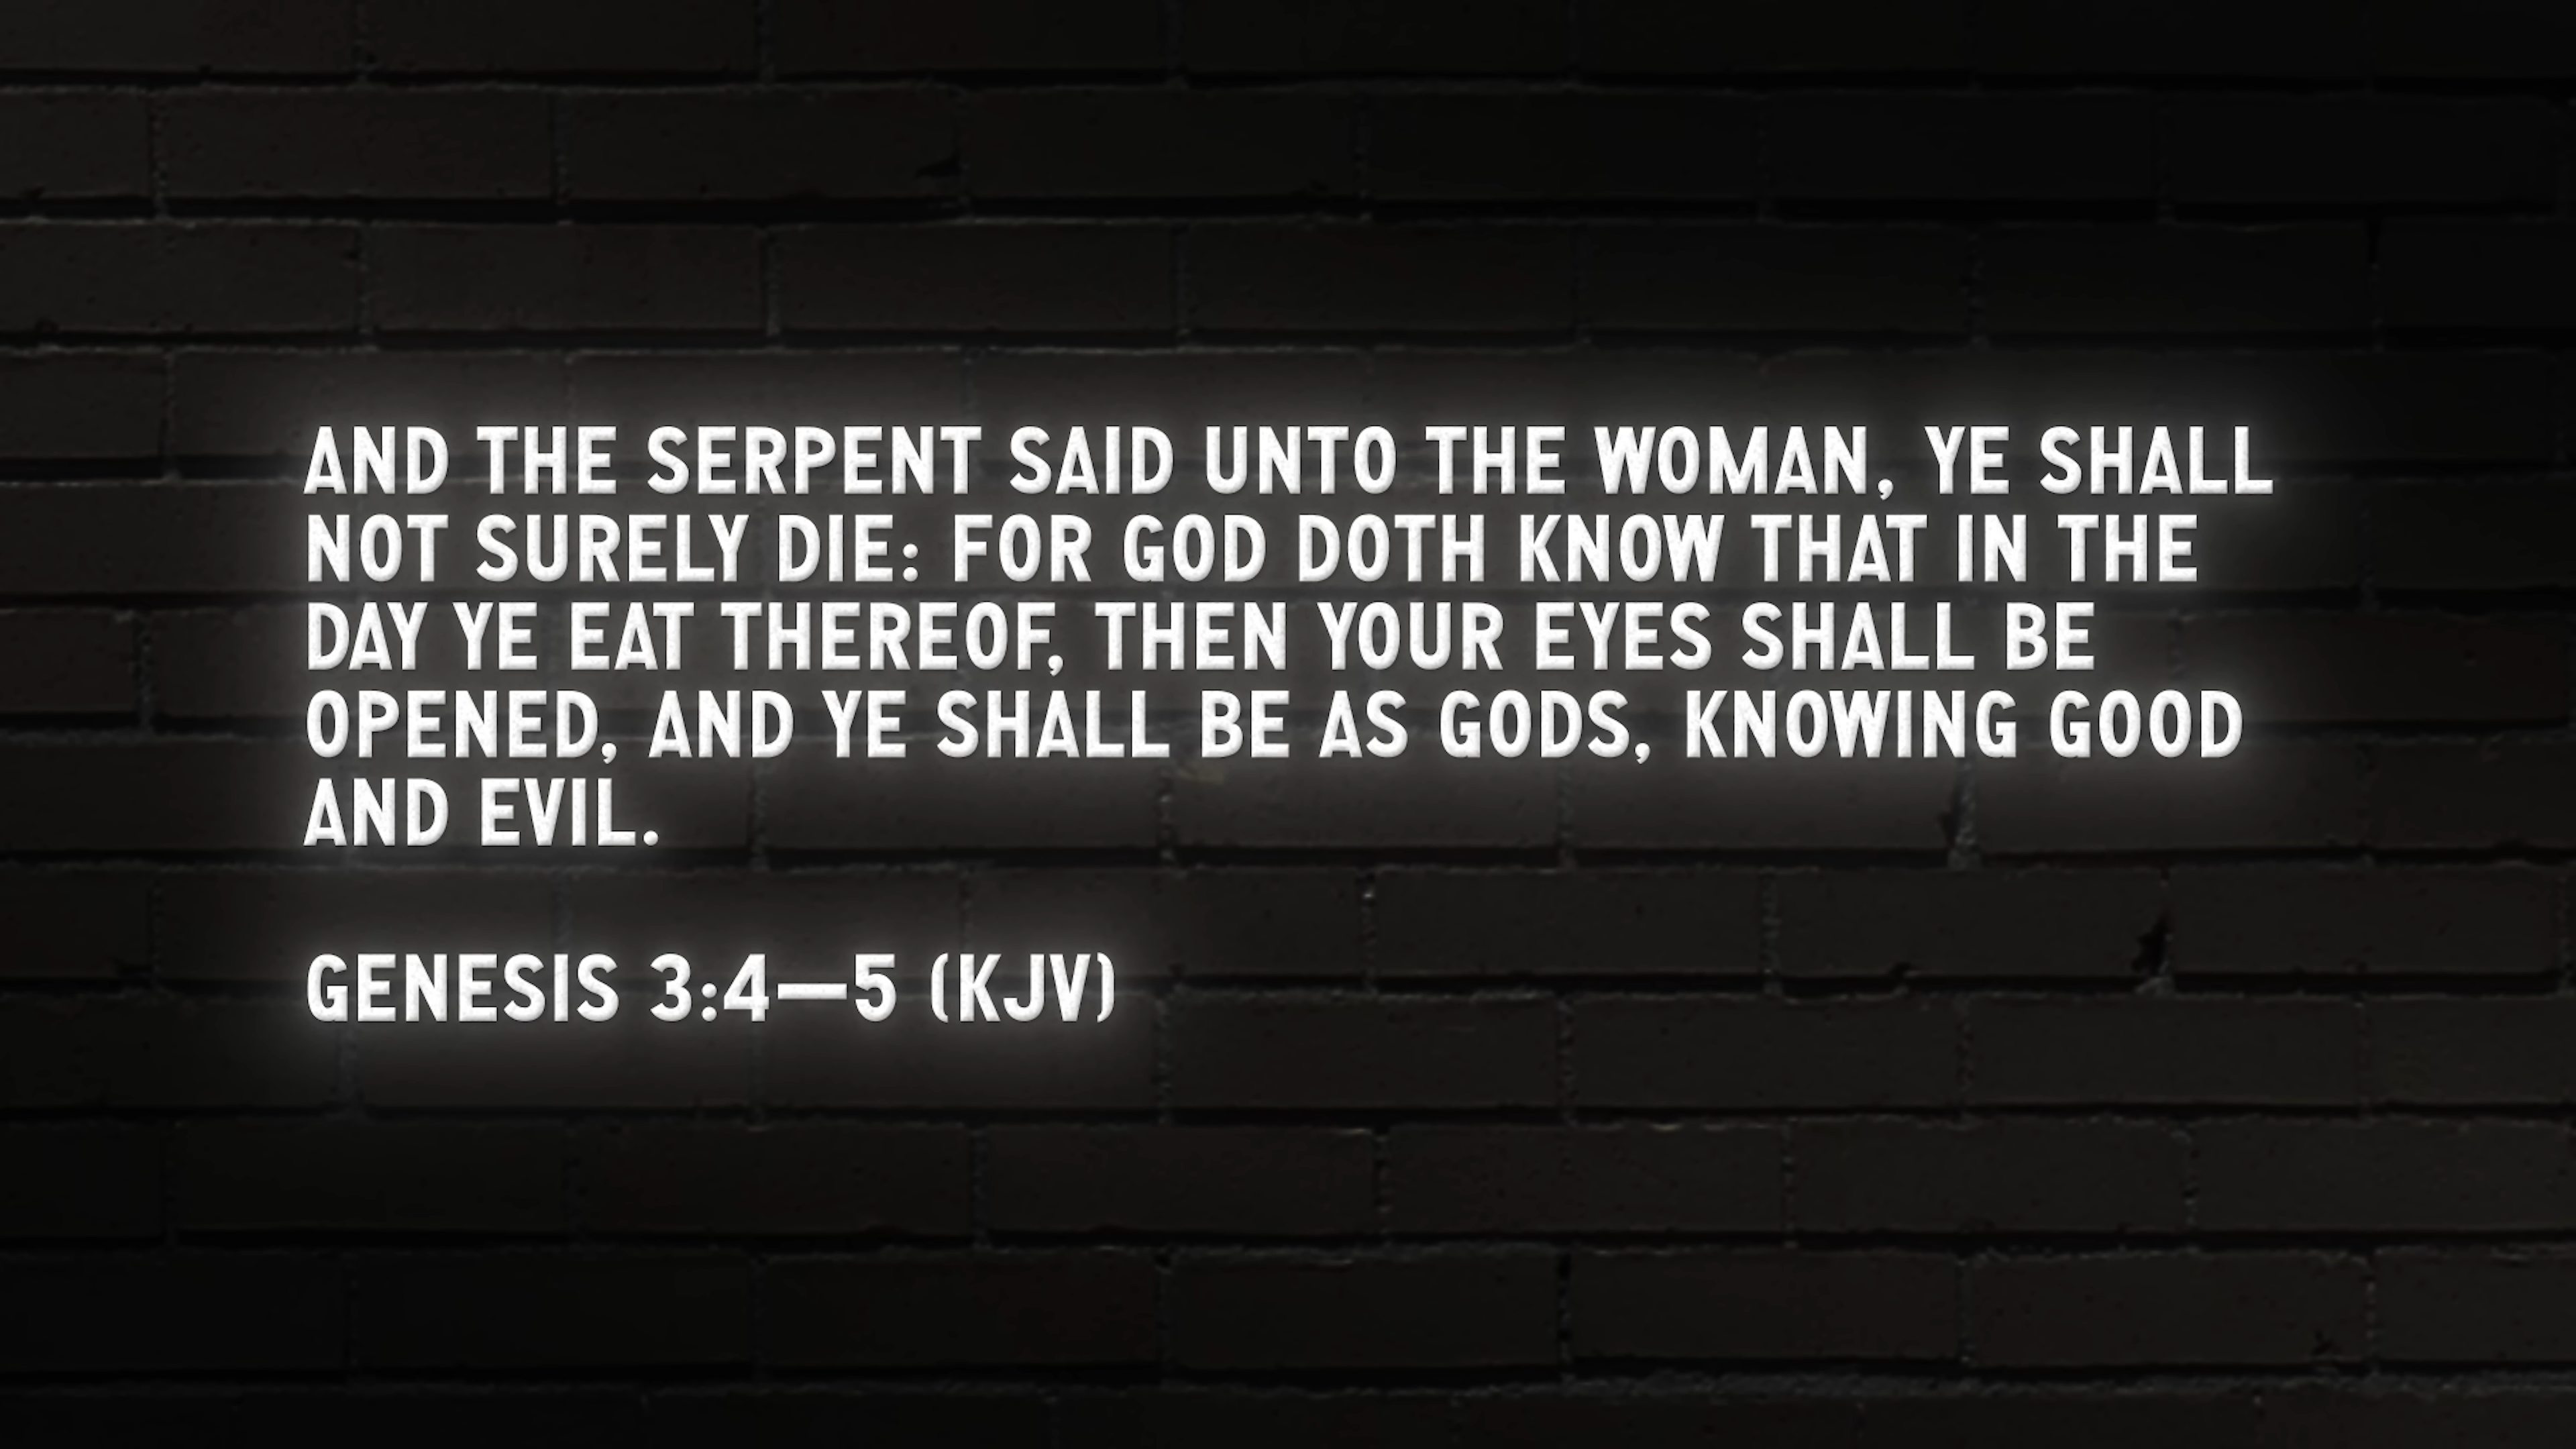 AND THE SERPENT SAID UNTO THE WOMAN, YE SHALL
NOT SURELY DIE: FOR GOD DOTH KNOW THAT IN THE
DAY YE EAT THEREOF, THEN YOUR EYES SHALL BE
OPENED, AND YE SHALL BE AS GODS, KNOWING GOOD
AND EVIL.
GENESIS 3:4—5 (KJV)